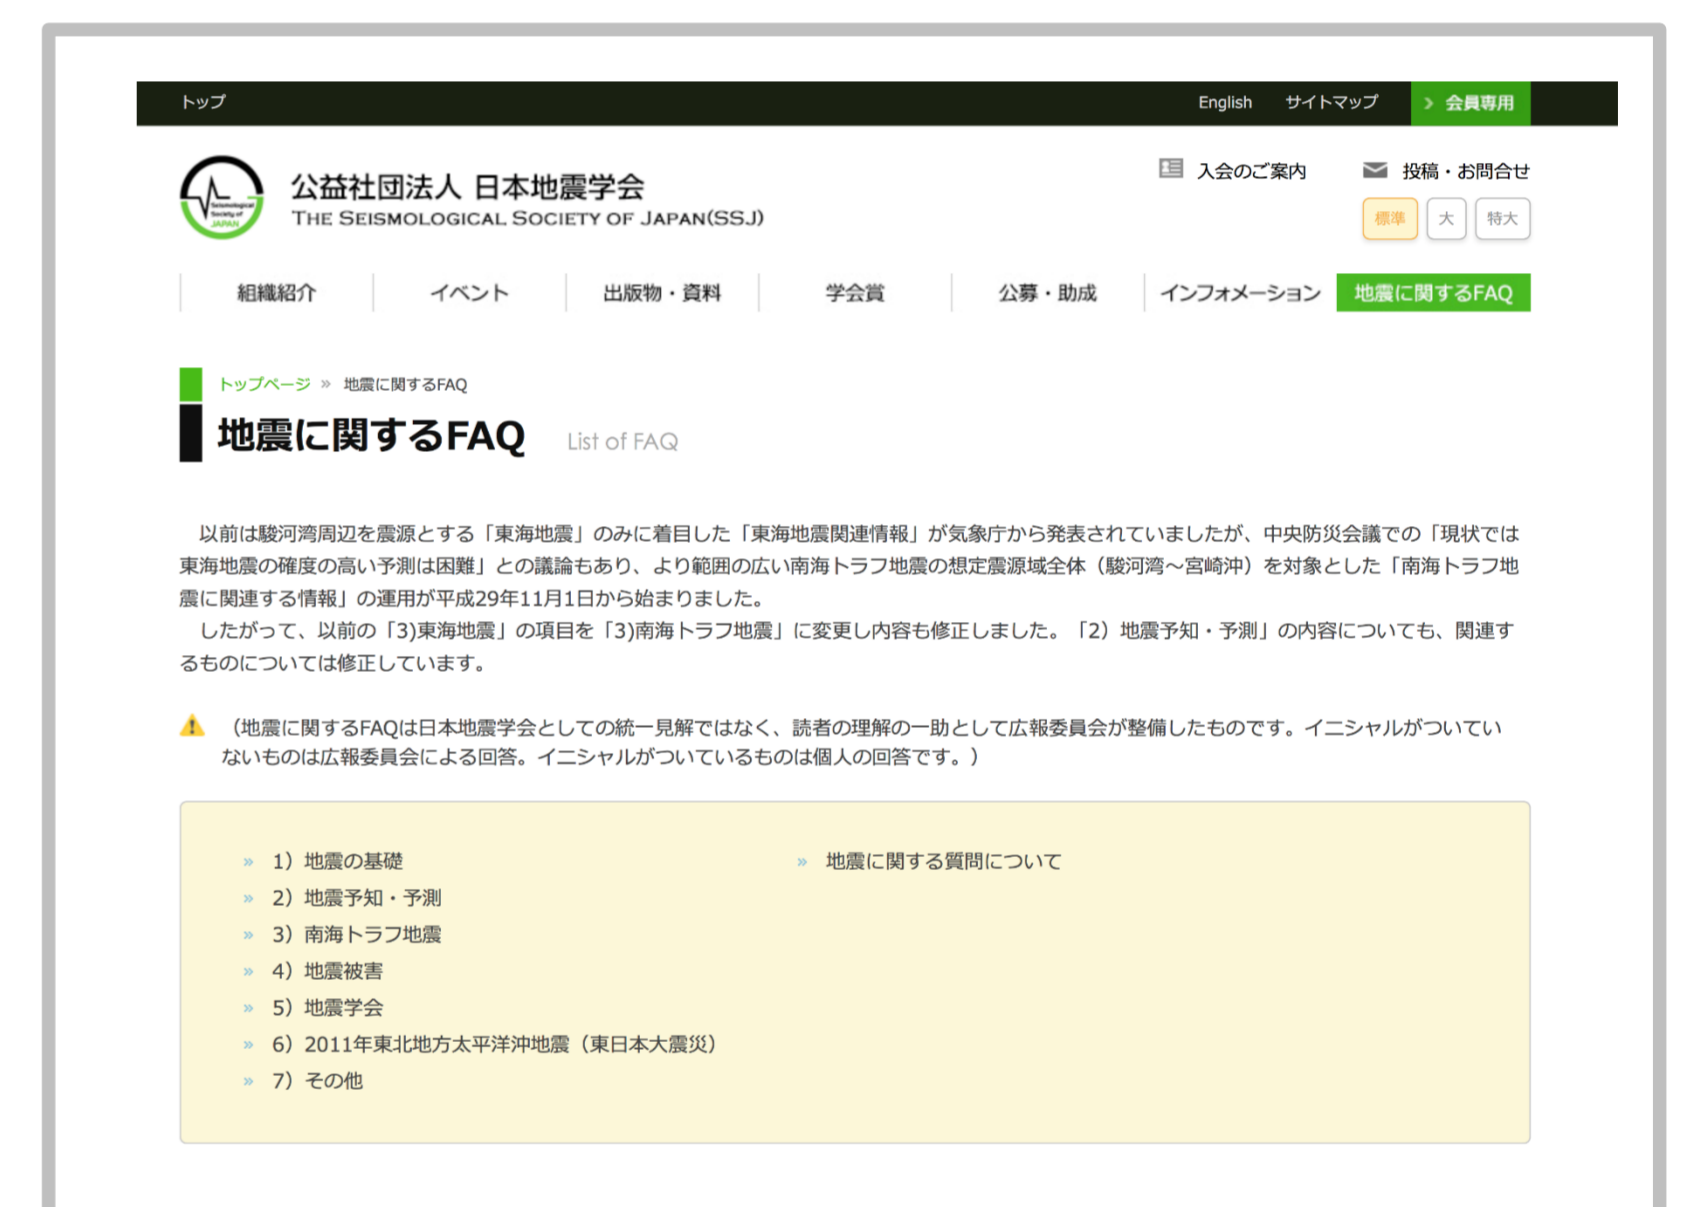 トップ English サイトマップ 会員専用
公益社団法人 日本地震学会
THE SEISMOLOGICAL SOCIETY OF JAPAN(SSJ)
Seismological
Society of
JAPAN
入会のご案内 投稿・お問合せ
標準 大 特大
組織紹介 イベント 出版物・資料 学会賞 公募・助成 インフォメーション 地震に関するFAQ
トップページ » 地震に関するFAQ
地震に関するFAQ List of FAQ
以前は駿河湾周辺を震源とする「東海地震」のみに着目した「東海地震関連情報」が気象庁から発表されていましたが、中央防災会議での「現状では
東海地震の確度の高い予測は困難」との議論もあり、より範囲の広い南海トラフ地震の想定震源域全体（駿河湾～宮崎沖）を対象とした「南海トラフ地
震に関連する情報」の運用が平成29年11月1日から始まりました。
したがって、以前の「3)東海地震」の項目を「3)南海トラフ地震」に変更し内容も修正しました。「2）地震予知・予測」の内容についても、関連す
るものについては修正しています。
（地震に関するFAQは日本地震学会としての統一見解ではなく、読者の理解の一助として広報委員会が整備したものです。イニシャルがついてい
ないものは広報委員会による回答。イニシャルがついているものは個人の回答です。）
» 1）地震の基礎
» 2）地震予知・予測
» 3）南海トラフ地震
» 4）地震被害
» 5）地震学会
» 6）2011年東北地方太平洋沖地震（東日本大震災）
» 7）その他
» 地震に関する質問について